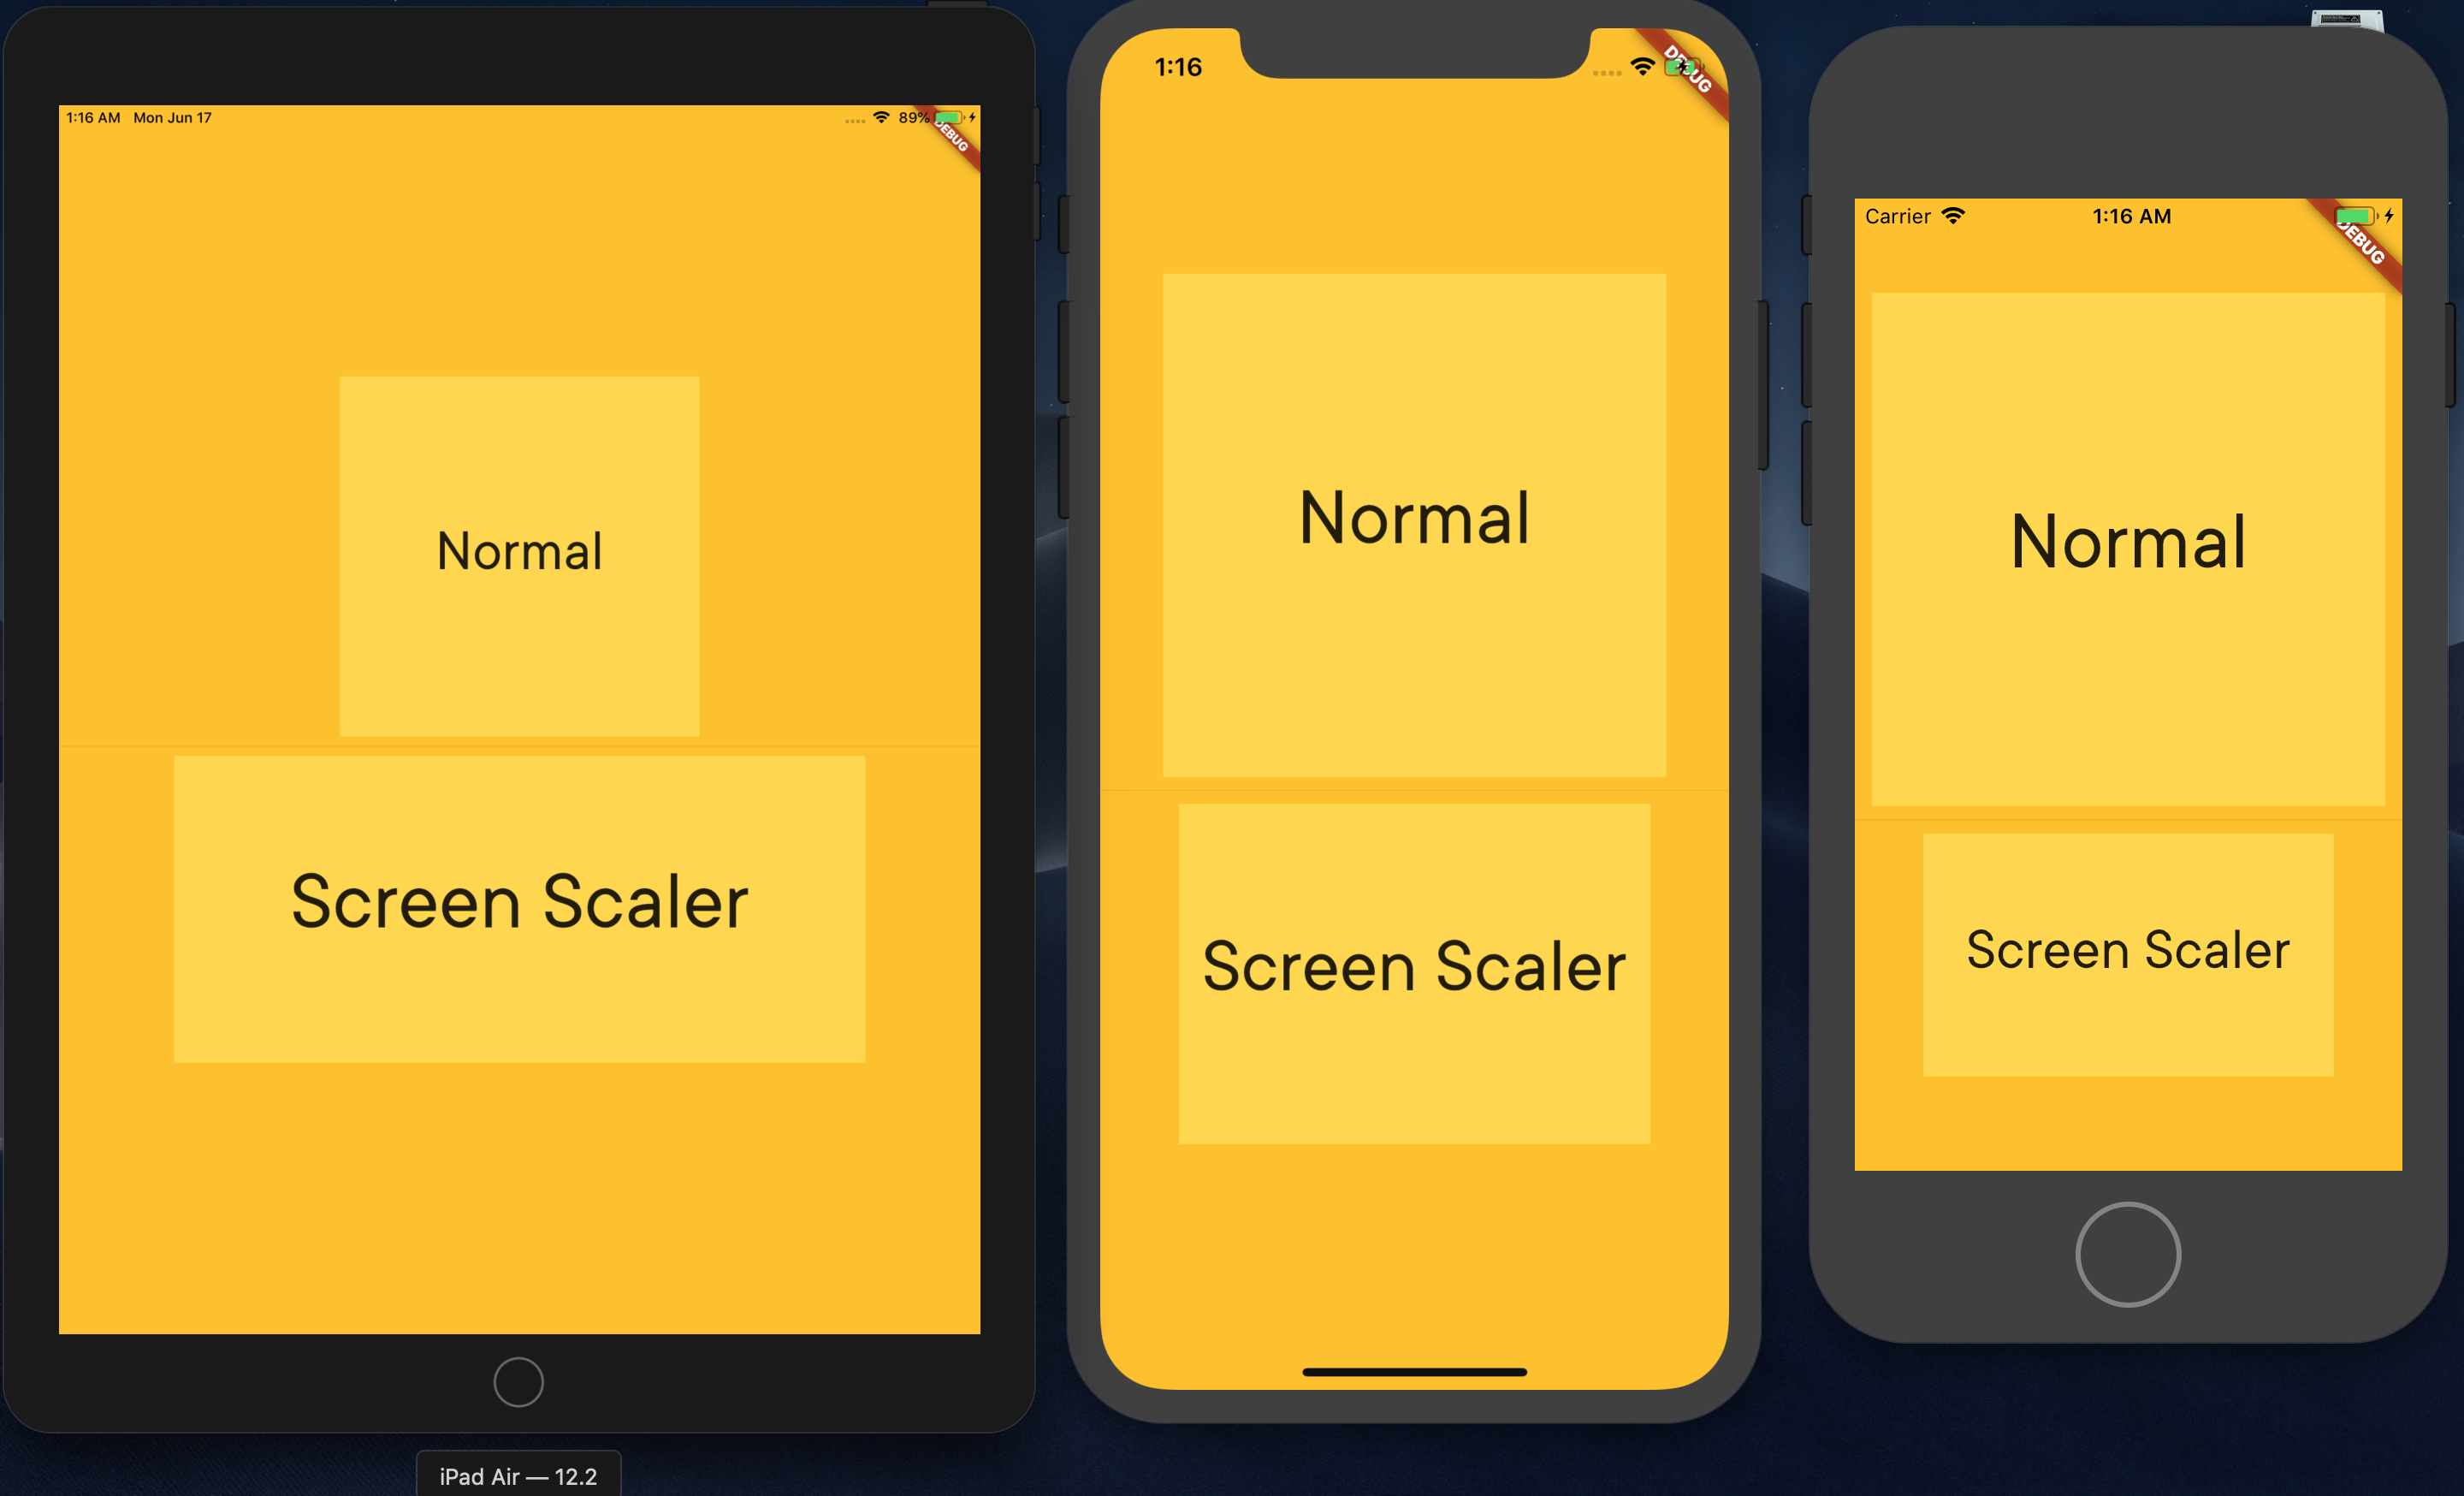 1:16 AM Mon Jun 17
89%
DEBUG
Normal
Screen Scaler
iPad Air — 12.2
1:16
DEBUG
Normal
Screen Scaler
Carrier
1:16 AM
DEBUG
Normal
Screen Scaler